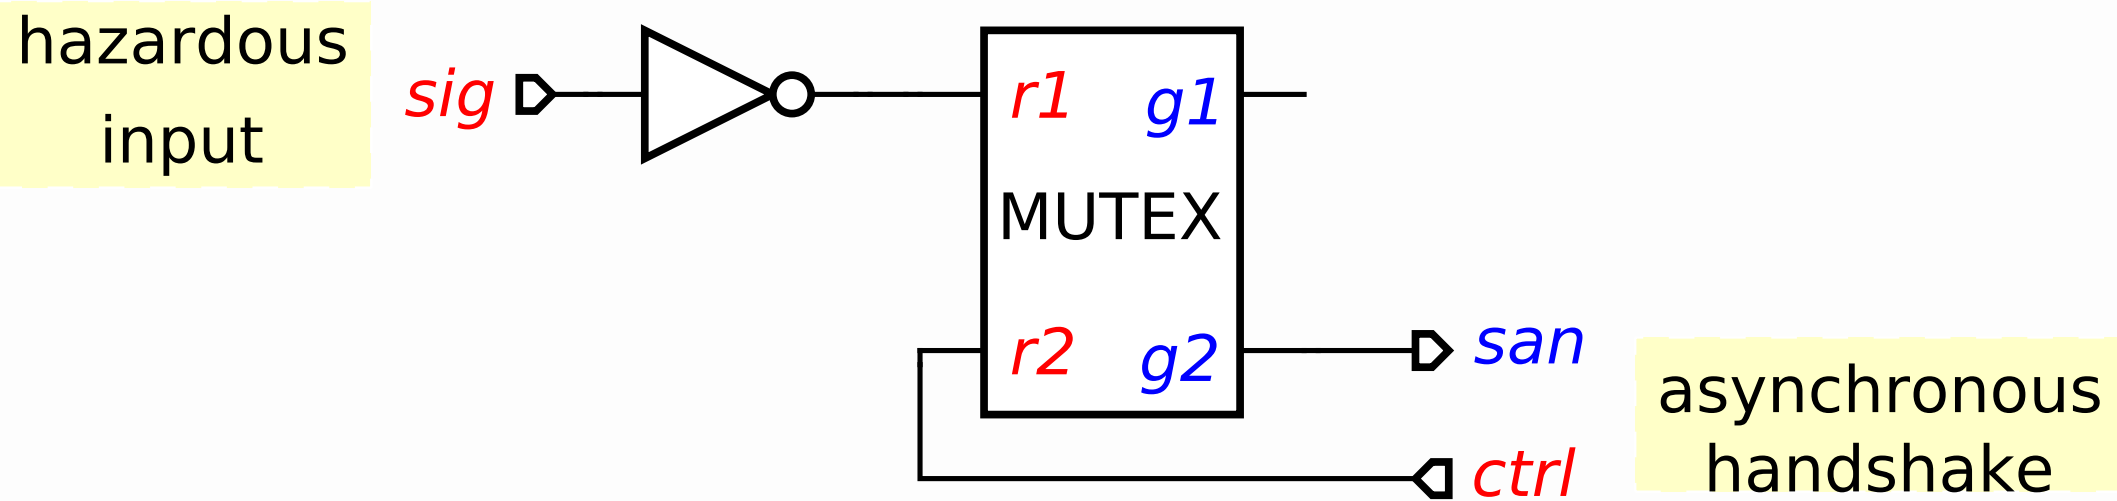 hazardous
input
sig
r1
g1
MUTEX
r2
g2
san
ctrl
asynchronous
handshake